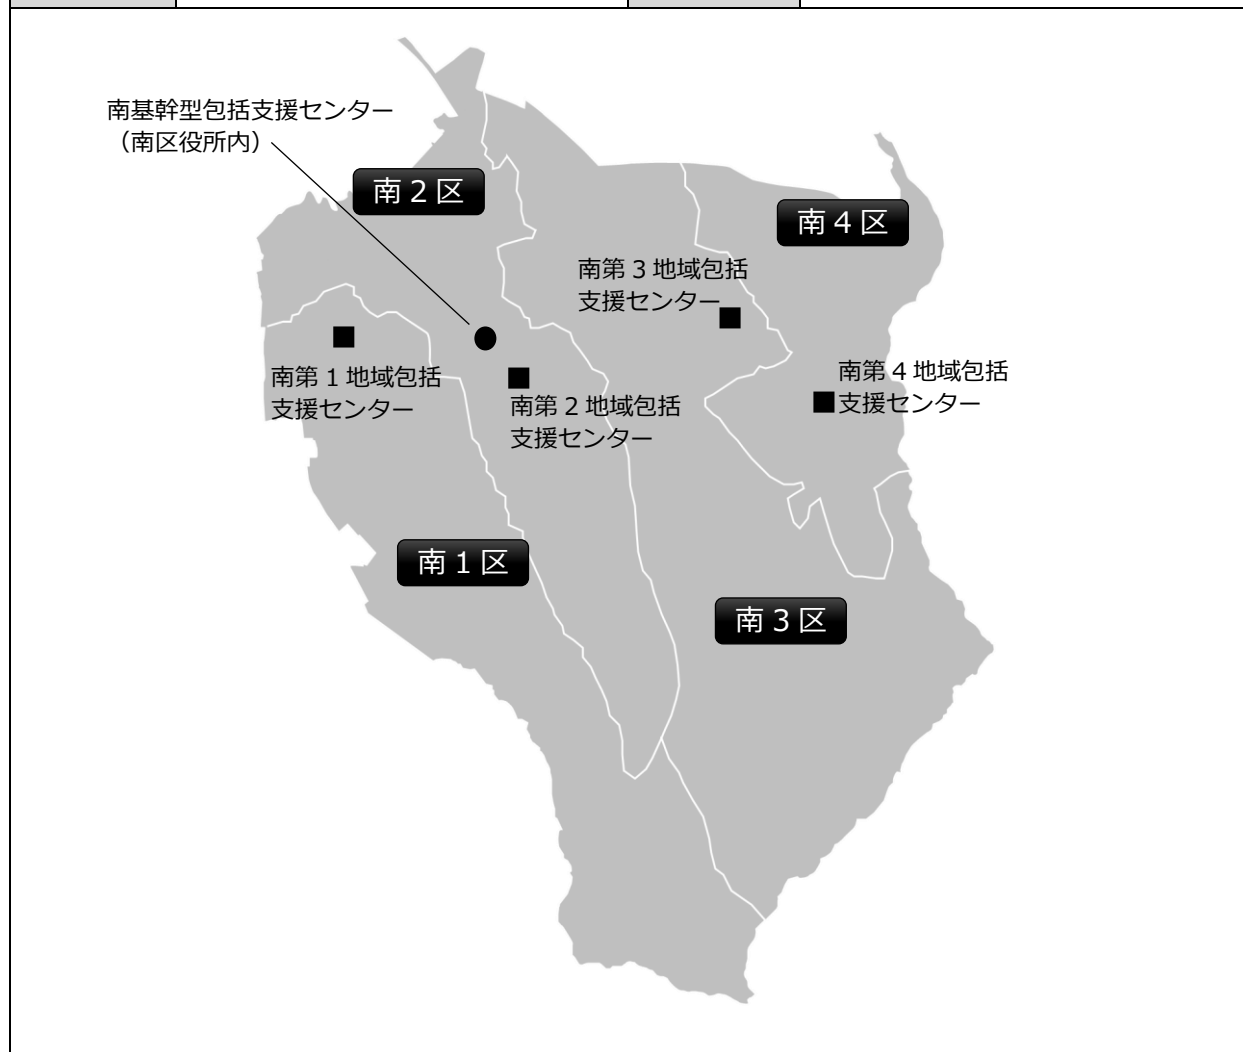 南基幹型包括支援センター
（南区役所内）
南２区
南４区
南第３地域包括
支援センター
南第１地域包括
支援センター
南第２地域包括
支援センター
南第４地域包括
支援センター
南１区
南３区